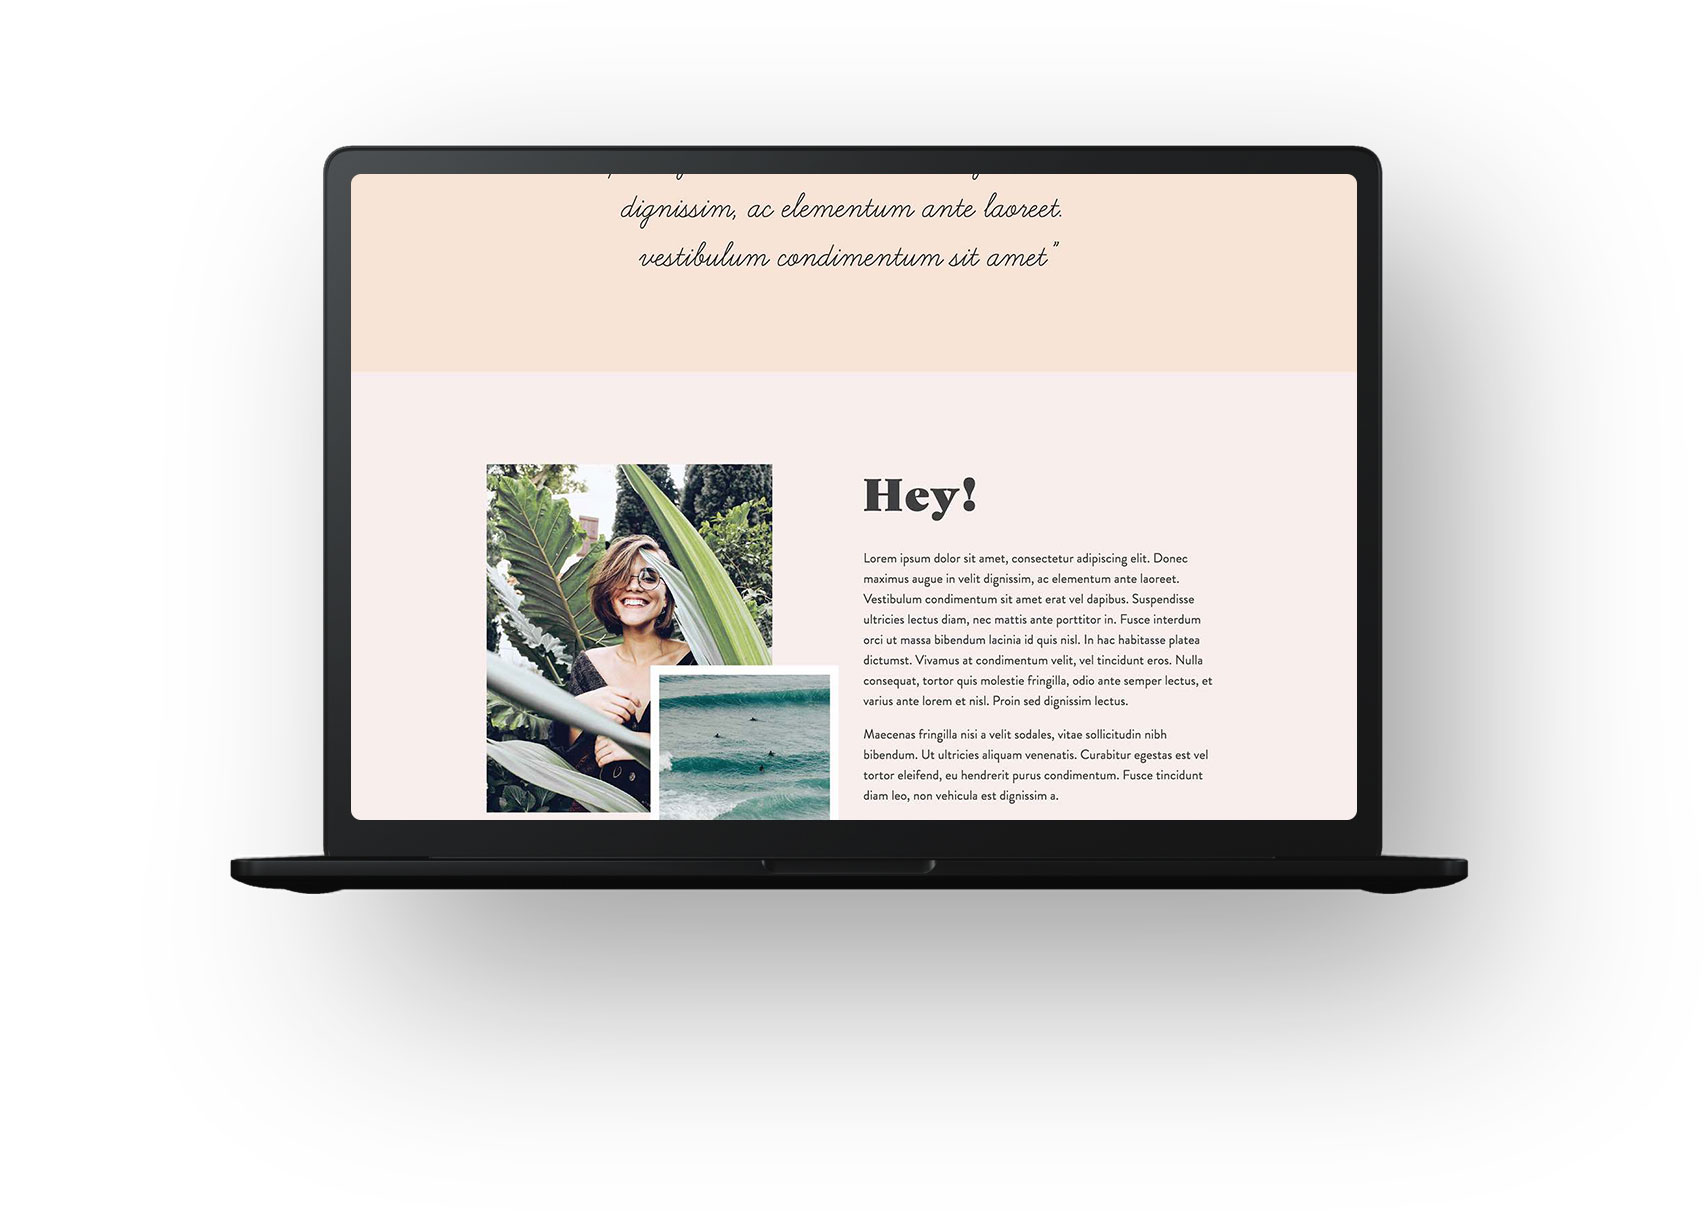 dignissim, ac elementum ante laoreet.
vestibulum condimentum sit amet”
Hey!
Lorem ipsum dolor sit amet, consectetur adipiscing elit. Donec
maximus augue in velit dignissim, ac elementum ante laoreet.
Vestibulum condimentum sit amet erat vel dapibus. Suspendisse
ultricies lectus diam, nec mattis ante porttitor in. Fusce interdum
orci ut massa bibendum lacinia id quis nisl. In hac habitasse platea
dictumst. Vivamus at condimentum velit, vel tincidunt eros. Nulla
consequat, tortor quis molestie fringilla, odio ante semper lectus, et
varius ante lorem et nisl. Proin sed dignissim lectus.
Maecenas fringilla nisi a velit sodales, vitae sollicitudin nibh
bibendum. Ut ultricies aliquam venenatis. Curabitur egestas est vel
tortor eleifend, eu hendrerit purus condimentum. Fusce tincidunt
diam leo, non vehicula est dignissim a.